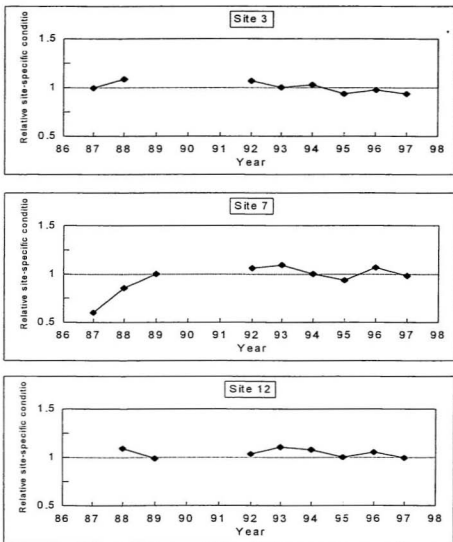 Site 3
Relative site-specific conditio
1.5
1
0.5
86 87 88 89 90 91 92 93 94 95 96 97 98
Year
Site 7
Relative site-specific conditio
1.5
1
0.5
86 87 88 89 90 91 92 93 94 95 96 97 98
Year
Site 12
Relative site-specific conditio
1.5
1
0.5
86 87 88 89 90 91 92 93 94 95 96 97 98
Year